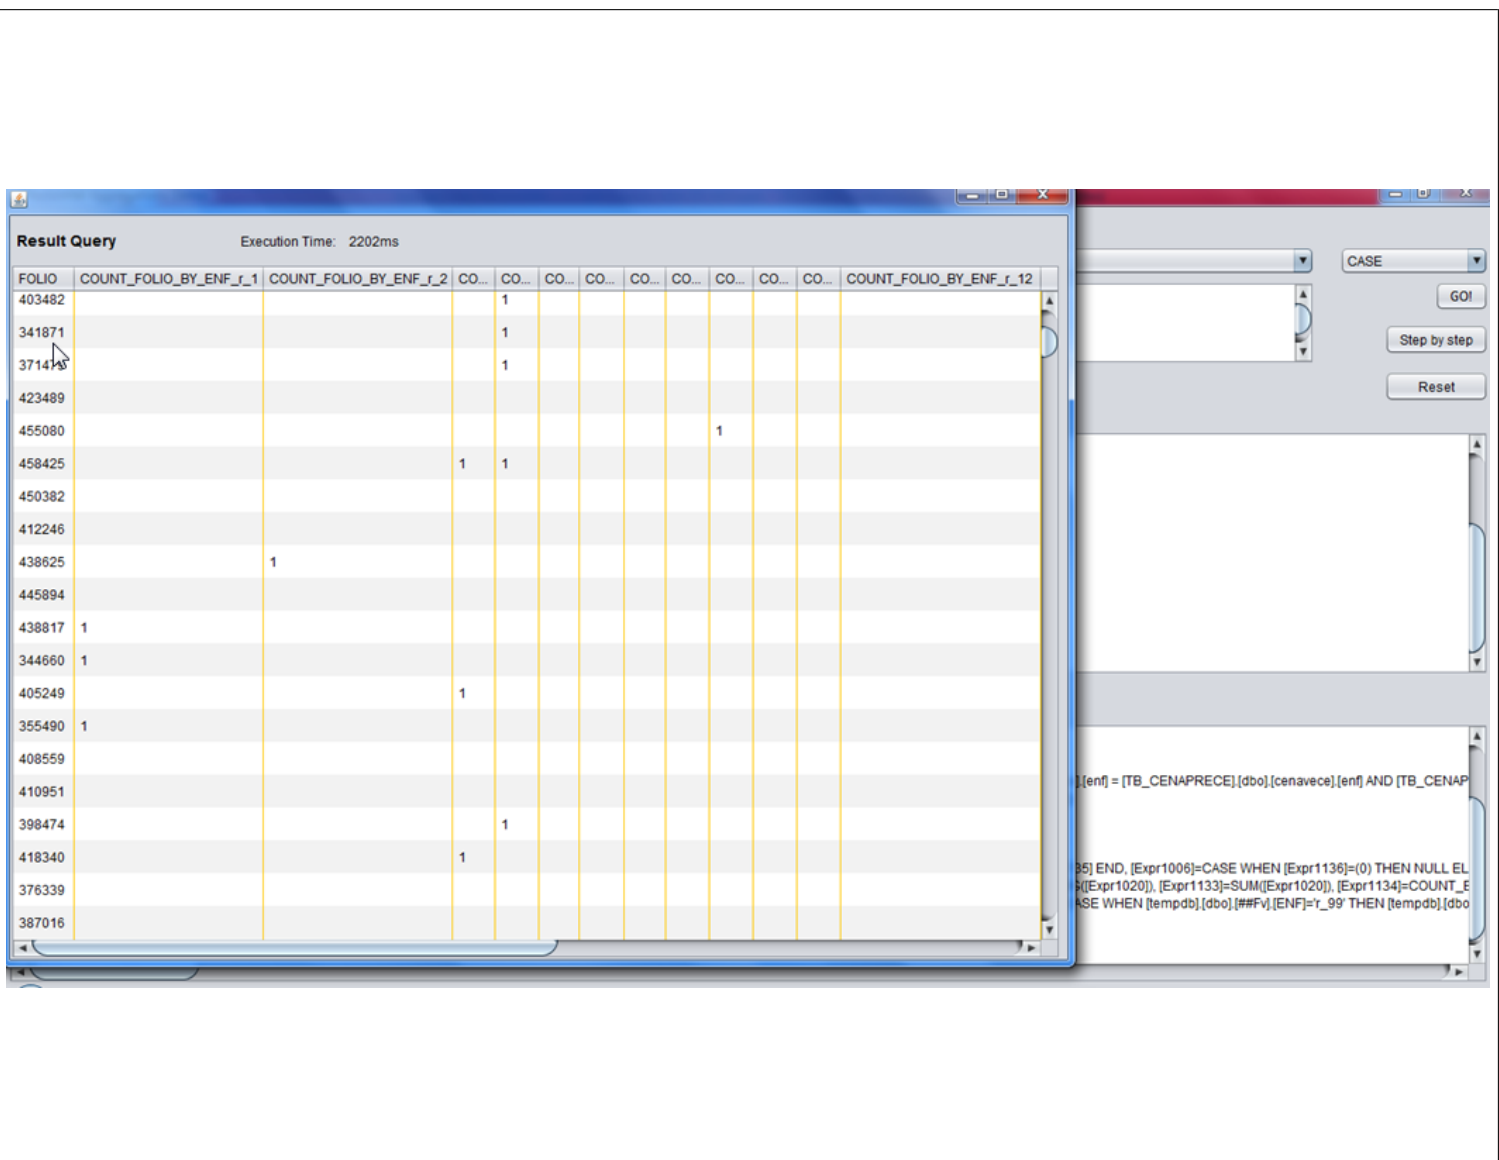 Result Query Execution Time: 2202ms
FOLIO COUNT_FOLIO_BY_ENF_r_1 COUNT_FOLIO_BY_ENF_r_2 CO... CO... CO... CO... CO... CO... CO... CO... CO... COUNT_FOLIO_BY_ENF_r_12
403482 1
341871 1
1
423489
455080 1
458425 1 1
450382
412246
438625 1
445894
438817 1
344660 1
405249 1
355490 1
408559
410951
398474 1
418340 1
376339
387016
CASE
GO!
Step by step
Reset
].[enf] = [TB_CENAPRECE].[dbo].[cenavece].[enf] AND [TB_CENAP
35] END, [Expr1006]=CASE WHEN [Expr1136]=(0) THEN NULL EL
([Expr1020]), [Expr1133]=SUM([Expr1020]), [Expr1134]=COUNT_
ASE WHEN [tempdb].[dbo].[##Fv].[ENF]='r_99' THEN [tempdb].[dbo